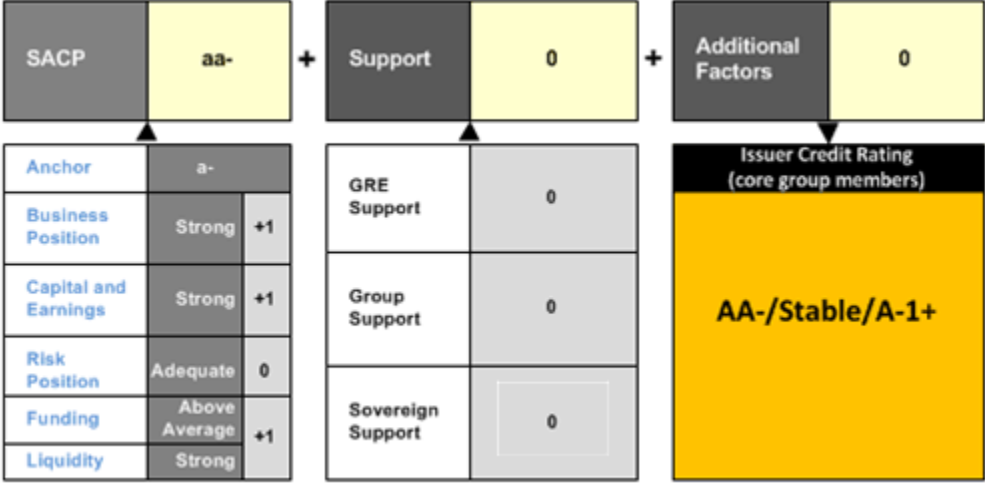 SACP
aa-
+
Support
0
+
Additional
Factors
0
Anchor
a-
Business
Position
Strong
+1
Capital and
Earnings
Strong
+1
Risk
Position
Adequate
0
Funding
Above
Average
+1
Liquidity
Strong
GRE
Support
0
Group
Support
0
Sovereign
Support
0
Issuer Credit Rating
(core group members)
AA-/Stable/A-1+